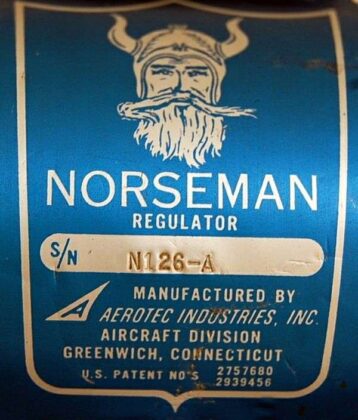 NORSEMAN
REGULATOR
S/N N126-A
MANUFACTURED BY
AEROTEC INDUSTRIES, INC.
AIRCRAFT DIVISION
GREENWICH, CONNECTICUT
U.S. PATENT NO'S 2757680
2939456